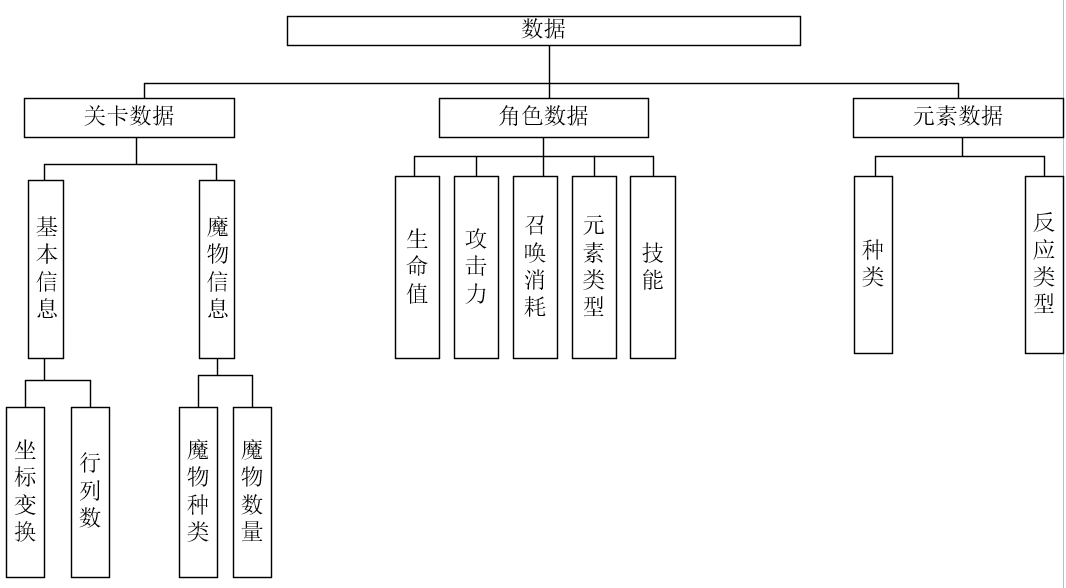 数据
关卡数据
角色数据
元素数据
基本信息
魔物信息
生命值
攻击力
召唤消耗
元素类型
技能
种类
反应类型
坐标变换
行列数
魔物种类
魔物数量